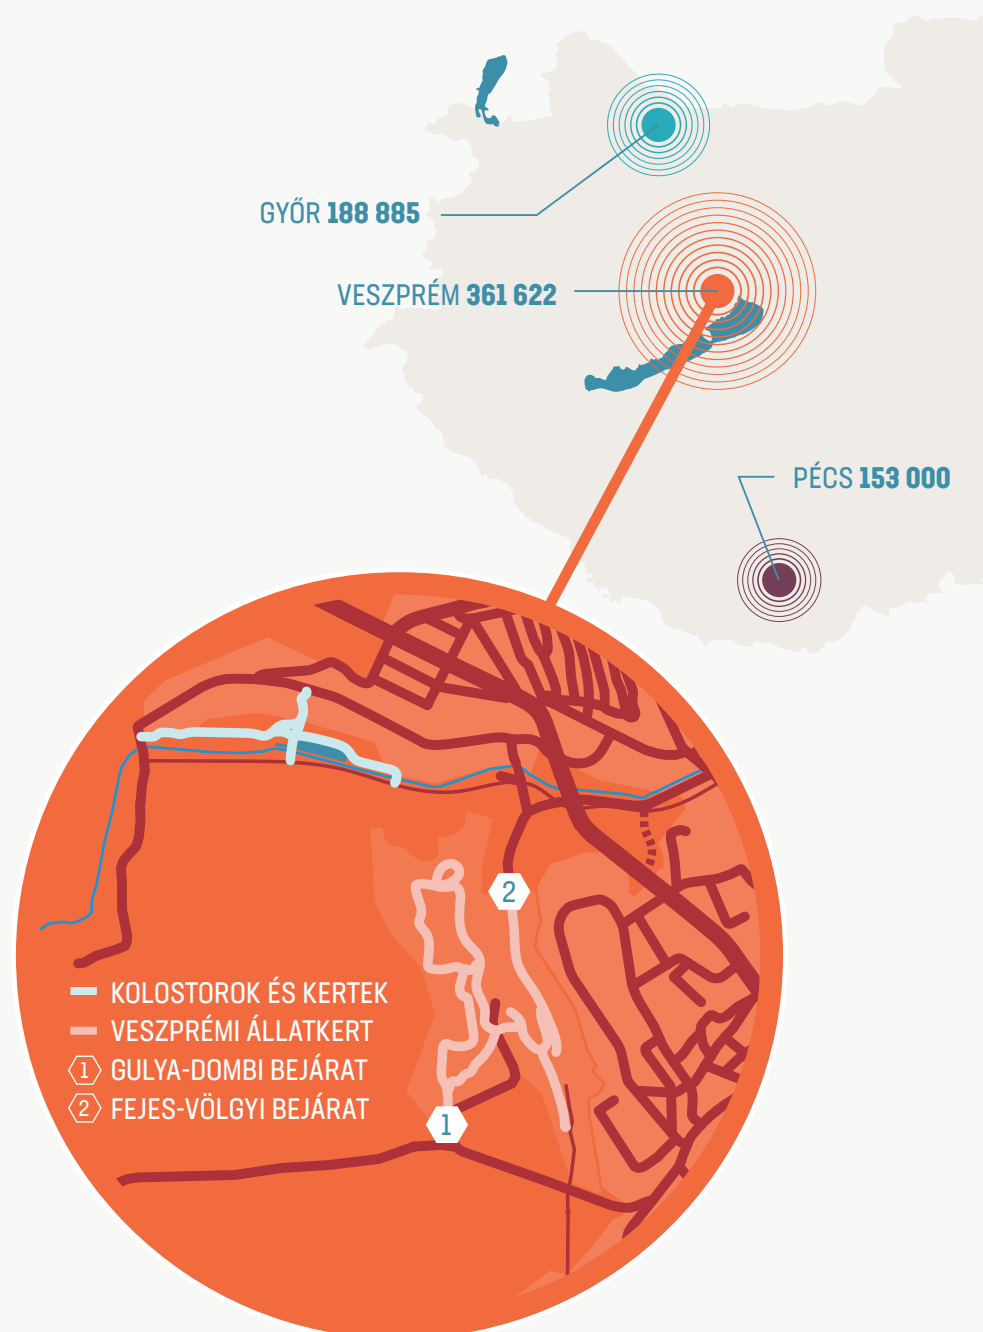 GYŐR 188 885
VESZPRÉM 361 622
PÉCS 153 000
2
KOLOSTOROK ÉS KERTEK
VESZPRÉMI ÁLLATKERT
1 GULYA-DOMBI BEJÁRAT
2 FEJES-VÖLGYI BEJÁRAT
1